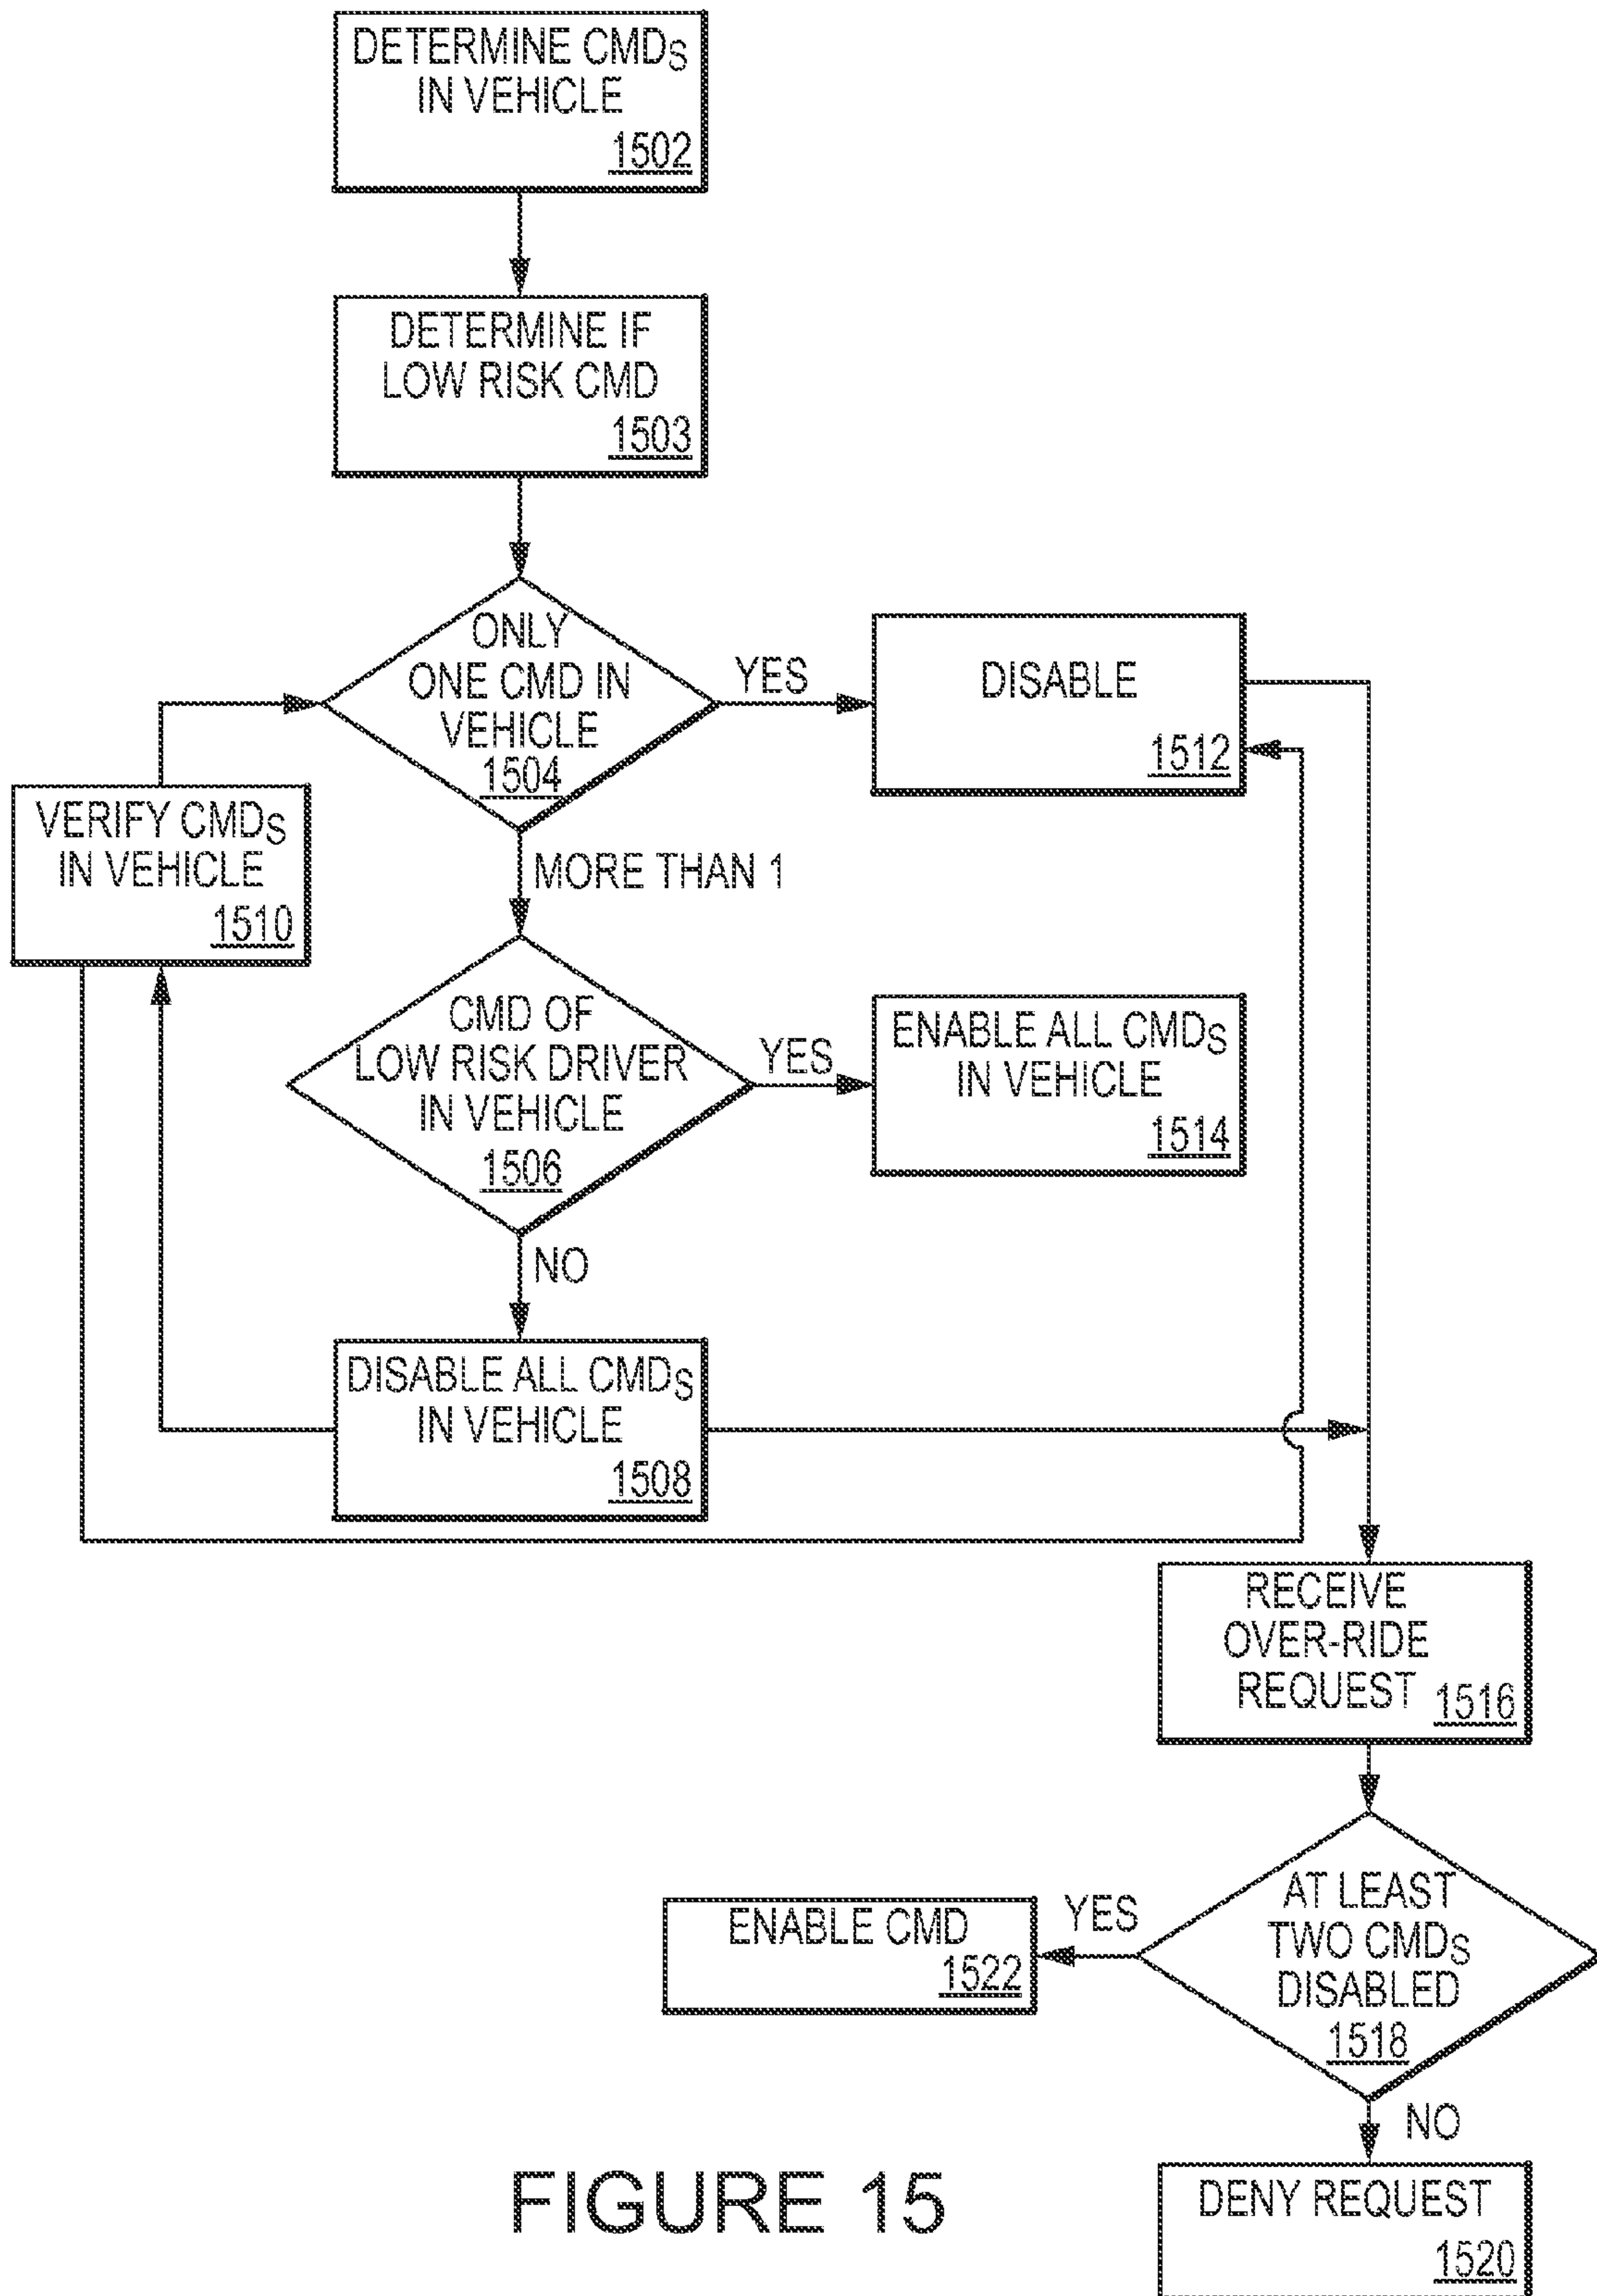 DETERMINE CMDS
IN VEHICLE
1502
DETERMINE IF
LOW RISK CMD
1503
ONLY
ONE CMD IN
VEHICLE
1504
YES
DISABLE
1512
VERIFY CMDS
IN VEHICLE
1510
MORE THAN 1
CMD OF
LOW RISK DRIVER
IN VEHICLE
1506
YES
ENABLE ALL CMDS
IN VEHICLE
1514
NO
DISABLE ALL CMDS
IN VEHICLE
1508
RECEIVE
OVER-RIDE
REQUEST 1516
AT LEAST
TWO CMDS
DISABLED
1518
YES
ENABLE CMD
1522
NO
DENY REQUEST
1520
FIGURE 15